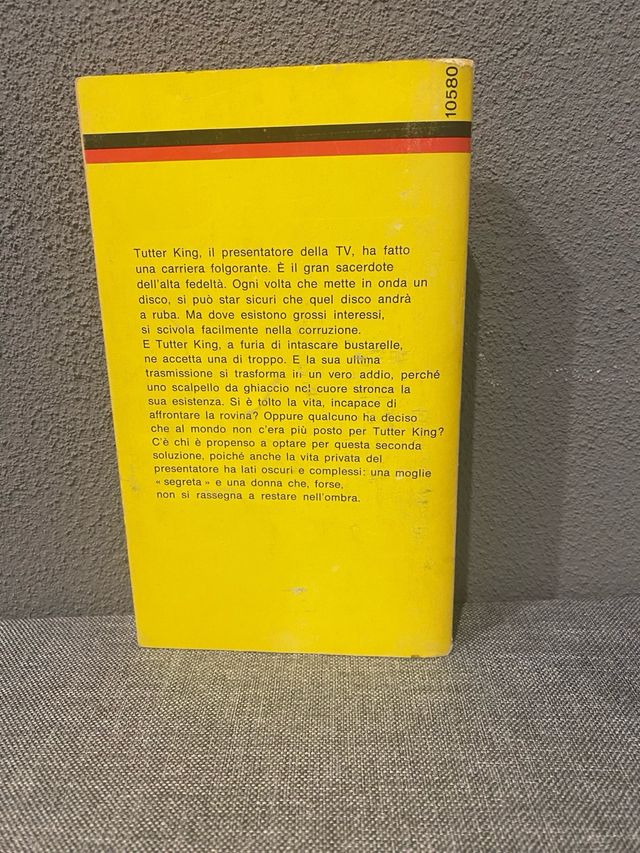 10580
Tutter King, il presentatore della TV, ha fatto
una carriera folgorante. È il gran sacerdote
dell'alta fedeltà. Ogni volta che mette in onda un
disco, si può star sicuri che quel disco andrà
a ruba. Ma dove esistono grossi interessi,
si scivola facilmente nella corruzione.
E Tutter King, a furia di intascare bustarelle,
ne accetta una di troppo. E la sua ultima
trasmissione si trasforma in un vero addio, perché
uno scalpello da ghiaccio nel cuore stronca la
sua esistenza. Si è tolto la vita, incapace di
affrontare la rovina? Oppure qualcuno ha deciso
che al mondo non c'era più posto per Tutter King?
C'è chi è propenso a optare per questa seconda
soluzione, poiché anche la vita privata del
presentatore ha lati oscuri e complessi: una moglie
« segreta » e una donna che, forse,
non si rassegna a restare nell'ombra.